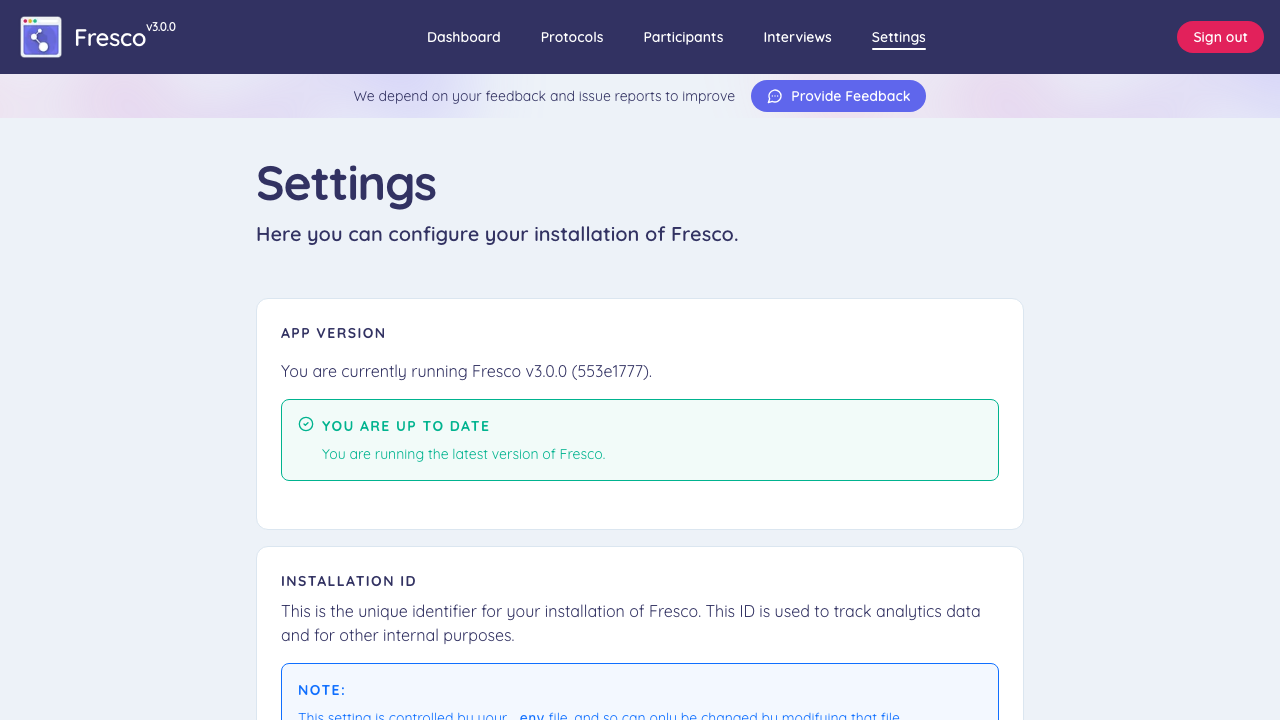 Fresco v3.0.0
Dashboard
Protocols
Participants
Interviews
Settings
Sign out
We depend on your feedback and issue reports to improve
Provide Feedback
Settings
Here you can configure your installation of Fresco.
APP VERSION
You are currently running Fresco v3.0.0 (553e1777).
YOU ARE UP TO DATE
You are running the latest version of Fresco.
INSTALLATION ID
This is the unique identifier for your installation of Fresco. This ID is used to track analytics data
and for other internal purposes.
NOTE:
This setting is controlled by your .env file, and so can only be changed by modifying that file.